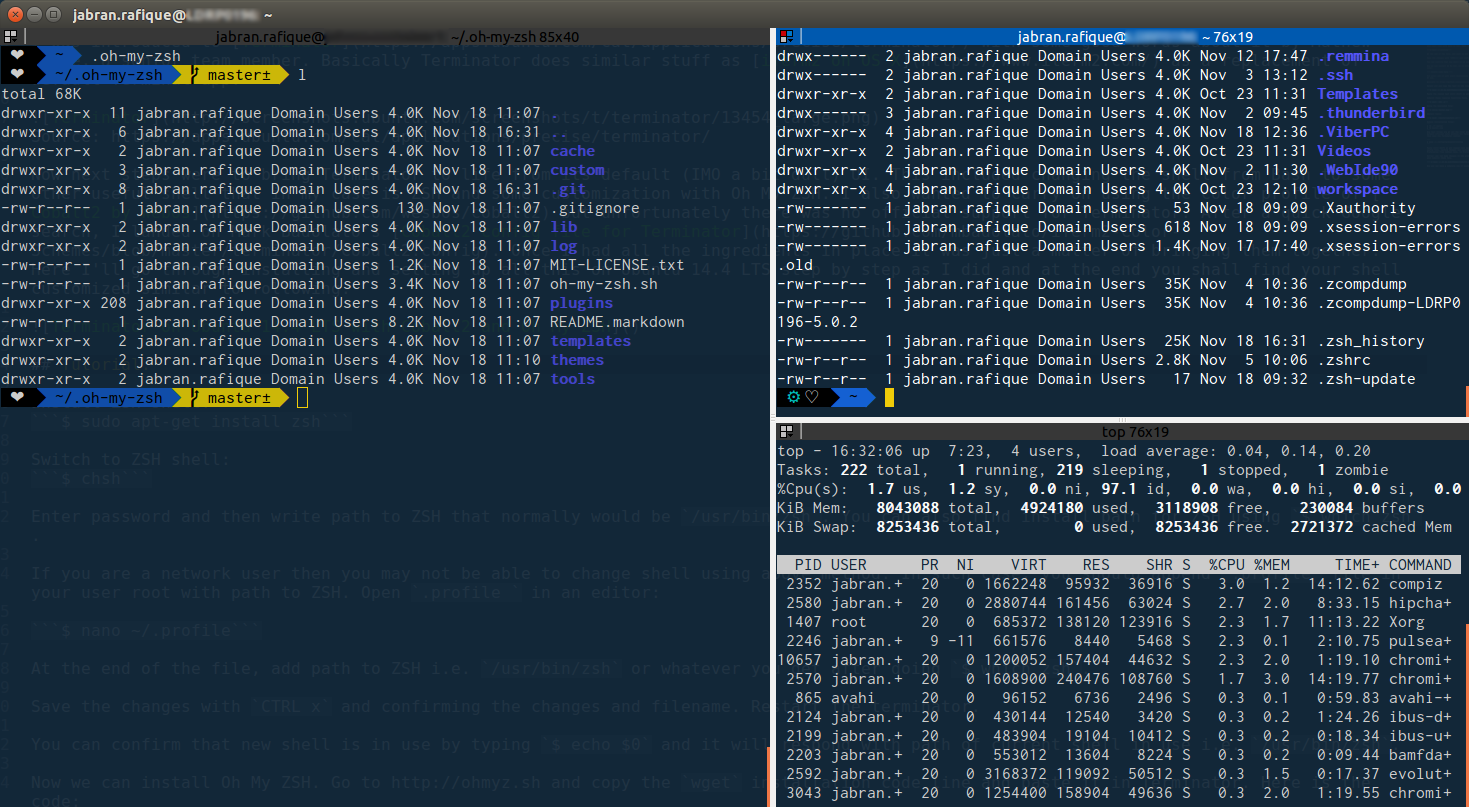 jabran.rafique@ ~
jabran.rafique@ ~/.oh-my-zsh 85x40
❤ ~ .oh-my-zsh
❤ ~/.oh-my-zsh master± l
total 68K
drwxr-xr-x 11 jabran.rafique Domain Users 4.0K Nov 18 11:07 .
drwxr-xr-x 6 jabran.rafique Domain Users 4.0K Nov 18 16:31 ..
drwxr-xr-x 2 jabran.rafique Domain Users 4.0K Nov 18 11:07 cache
drwxr-xr-x 3 jabran.rafique Domain Users 4.0K Nov 18 11:07 custom
drwxr-xr-x 8 jabran.rafique Domain Users 4.0K Nov 18 16:31 .git
-rw-r--r-- 1 jabran.rafique Domain Users 130 Nov 18 11:07 .gitignore
drwxr-xr-x 2 jabran.rafique Domain Users 4.0K Nov 18 11:07 lib
drwxr-xr-x 2 jabran.rafique Domain Users 4.0K Nov 18 11:07 log
-rw-r--r-- 1 jabran.rafique Domain Users 1.2K Nov 18 11:07 MIT-LICENSE.txt
-rw-r--r-- 1 jabran.rafique Domain Users 3.4K Nov 18 11:07 oh-my-zsh.sh
drwxr-xr-x 208 jabran.rafique Domain Users 4.0K Nov 18 11:07 plugins
-rw-r--r-- 1 jabran.rafique Domain Users 8.2K Nov 18 11:07 README.markdown
drwxr-xr-x 2 jabran.rafique Domain Users 4.0K Nov 18 11:07 templates
drwxr-xr-x 2 jabran.rafique Domain Users 4.0K Nov 18 11:10 themes
drwxr-xr-x 2 jabran.rafique Domain Users 4.0K Nov 18 11:07 tools
❤ ~/.oh-my-zsh master±
```$ sudo apt-get install zsh```
Switch to ZSH shell:
```$ chsh```
Enter password and then write path to ZSH that normally would be `/usr/bin
If you are a network user then you may not be able to change shell using a
your user root with path to ZSH. Open `.profile` in an editor:
```$ nano ~/.profile```
At the end of the file, add path to ZSH i.e. `/usr/bin/zsh` or whatever yo
Save the changes with `CTRL x` and confirming the changes and filename. Restart the terminator
You can confirm that new shell is in use by typing `$ echo $0` and it will
Now we can install Oh My ZSH. Go to http://ohmyz.sh and copy the `wget`
code:
jabran.rafique@ ~ 76x19
drwx------ 2 jabran.rafique Domain Users 4.0K Nov 12 17:47 .remmina
drwx------ 2 jabran.rafique Domain Users 4.0K Nov 3 13:12 .ssh
drwxr-xr-x 2 jabran.rafique Domain Users 4.0K Oct 23 11:31 Templates
drwx------ 3 jabran.rafique Domain Users 4.0K Nov 2 09:45 .thunderbird
drwxr-xr-x 4 jabran.rafique Domain Users 4.0K Nov 18 12:36 .ViberPC
drwxr-xr-x 2 jabran.rafique Domain Users 4.0K Oct 23 11:31 Videos
drwxr-xr-x 4 jabran.rafique Domain Users 4.0K Nov 2 11:30 .WebIde90
drwxr-xr-x 4 jabran.rafique Domain Users 4.0K Oct 23 12:10 workspace
-rw------- 1 jabran.rafique Domain Users 53 Nov 18 09:09 .Xauthority
-rw------- 1 jabran.rafique Domain Users 618 Nov 18 09:09 .xsession-errors
-rw------- 1 jabran.rafique Domain Users 1.4K Nov 17 17:40 .xsession-errors
.old
-rw-r--r-- 1 jabran.rafique Domain Users 35K Nov 4 10:36 .zcompdump
-rw-r--r-- 1 jabran.rafique Domain Users 35K Nov 4 10:36 .zcompdump-LDRP0
196-5.0.2
-rw------- 1 jabran.rafique Domain Users 25K Nov 18 16:31 .zsh_history
-rw-r--r-- 1 jabran.rafique Domain Users 2.8K Nov 5 10:06 .zshrc
-rw-r--r-- 1 jabran.rafique Domain Users 17 Nov 18 09:32 .zsh-update
⚙ ♡ ~
top 76x19
top - 16:32:06 up 7:23, 4 users, load average: 0.04, 0.14, 0.20
Tasks: 222 total, 1 running, 219 sleeping, 1 stopped, 1 zombie
%Cpu(s): 1.7 us, 1.2 sy, 0.0 ni, 97.1 id, 0.0 wa, 0.0 hi, 0.0 si, 0.0
KiB Mem: 8043088 total, 4924180 used, 3118908 free, 230084 buffers
KiB Swap: 8253436 total, 0 used, 8253436 free. 2721372 cached Mem
PID USER PR NI VIRT RES SHR S %CPU %MEM TIME+ COMMAND
2352 jabran.+ 20 0 1662248 95932 36916 S 3.0 1.2 14:12.62 compiz
2580 jabran.+ 20 0 2880744 161456 63024 S 2.7 2.0 8:33.15 hipcha+
1407 root 20 0 685372 138120 123916 S 2.3 1.7 11:13.22 Xorg
2246 jabran.+ 9 -11 661576 8440 5468 S 2.3 0.1 2:10.75 pulsea+
10657 jabran.+ 20 0 1200052 157404 44632 S 2.3 2.0 1:19.10 chromi+
2570 jabran.+ 20 0 1608900 240476 108760 S 1.7 3.0 14:19.77 chromi+
865 avahi 20 0 96152 6736 2496 S 0.3 0.1 0:59.83 avahi-+
2124 jabran.+ 20 0 430144 12540 3420 S 0.3 0.2 1:24.26 ibus-d+
2199 jabran.+ 20 0 483904 19104 10412 S 0.3 0.2 0:18.34 ibus-u+
2203 jabran.+ 20 0 553012 13604 8224 S 0.3 0.2 0:09.44 bamfda+
2592 jabran.+ 20 0 3168372 119092 50512 S 0.3 1.5 0:17.37 evolut+
3043 jabran.+ 20 0 1254400 158904 49636 S 0.3 2.0 1:19.55 chromi+